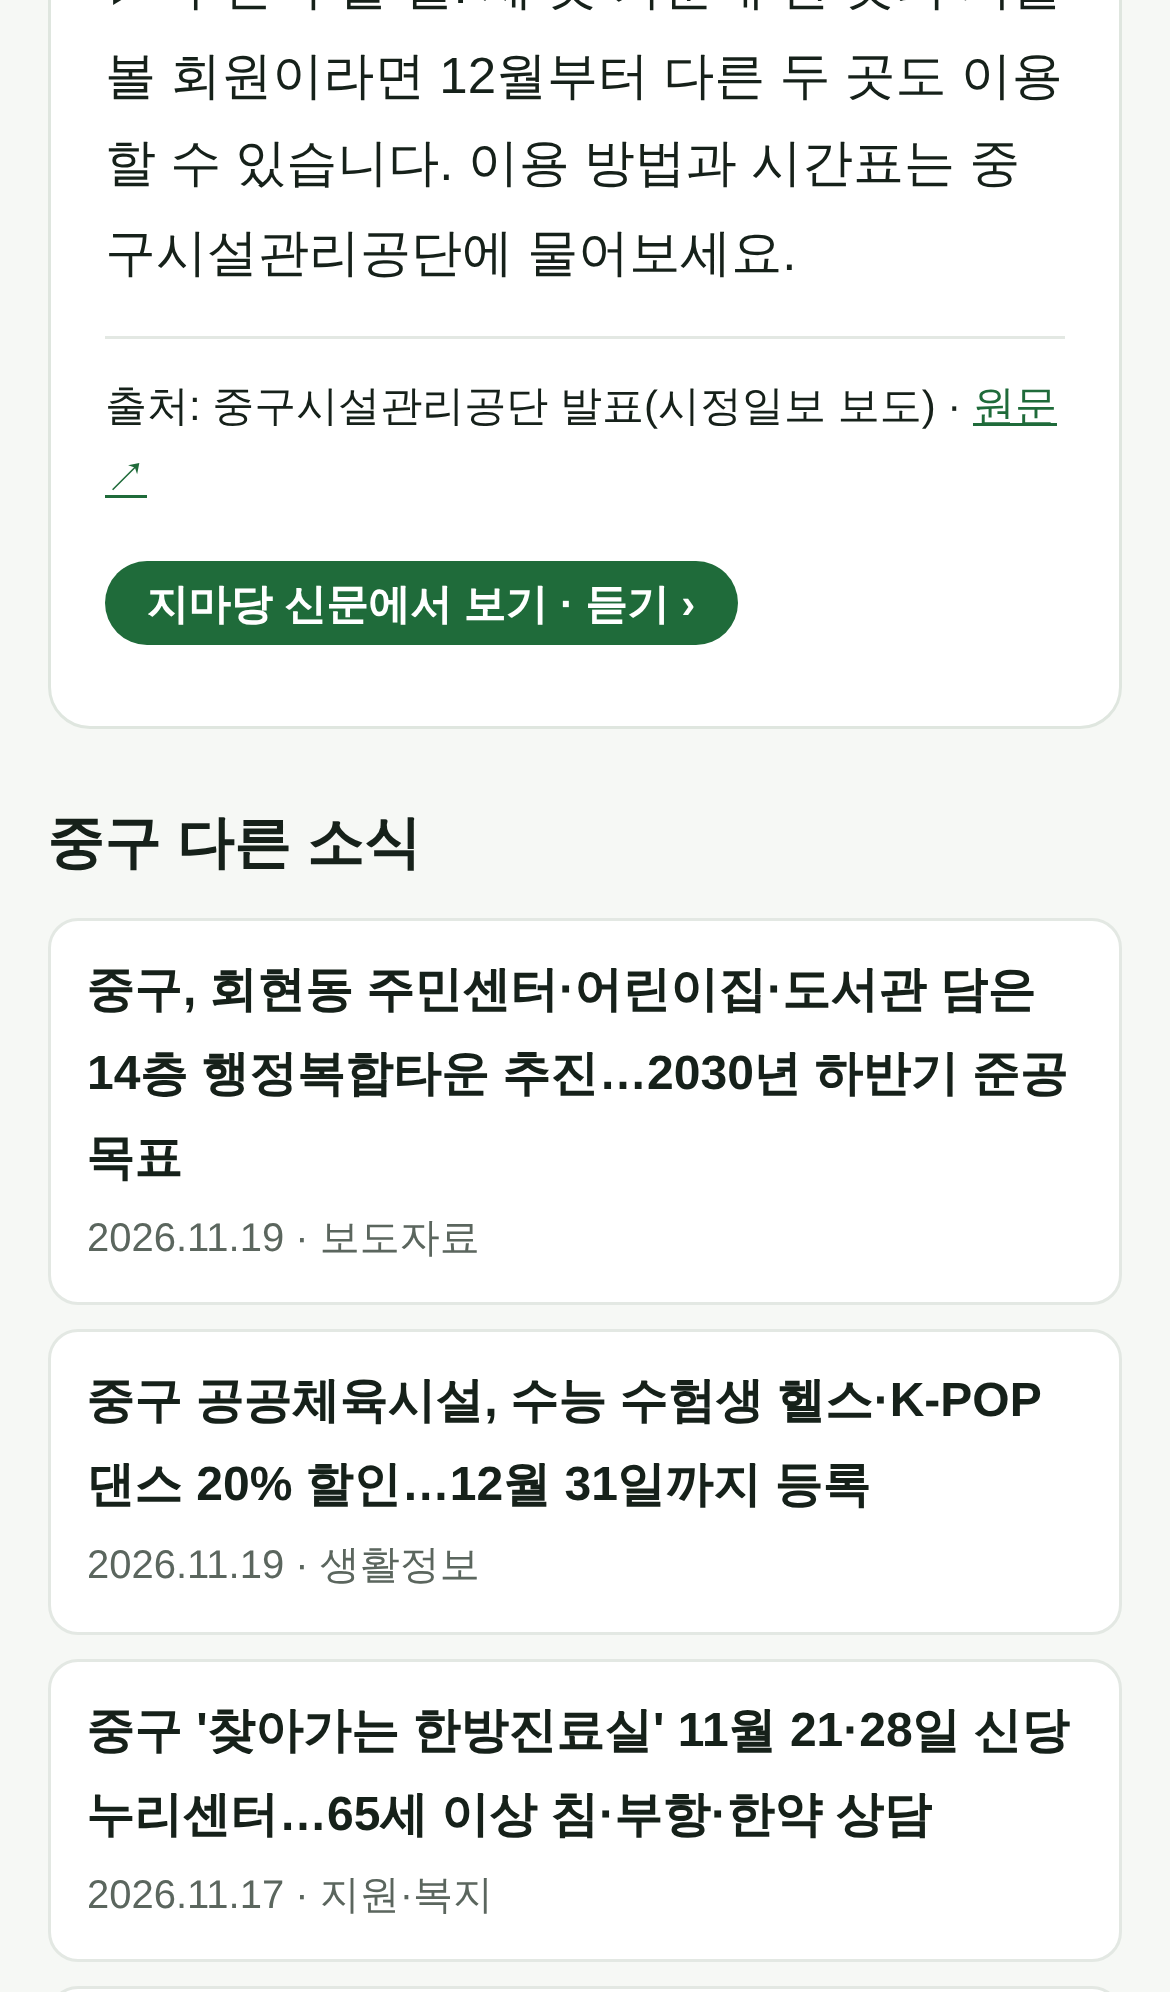 볼 회원이라면 12월부터 다른 두 곳도 이용
할 수 있습니다. 이용 방법과 시간표는 중
구시설관리공단에 물어보세요.
출처: 중구시설관리공단 발표(시정일보 보도) · 원문
↗
지마당 신문에서 보기 · 듣기 ›
중구 다른 소식
중구, 회현동 주민센터·어린이집·도서관 담은
14층 행정복합타운 추진…2030년 하반기 준공
목표
2026.11.19 · 보도자료
중구 공공체육시설, 수능 수험생 헬스·K-POP
댄스 20% 할인…12월 31일까지 등록
2026.11.19 · 생활정보
중구 '찾아가는 한방진료실' 11월 21·28일 신당
누리센터…65세 이상 침·부항·한약 상담
2026.11.17 · 지원·복지